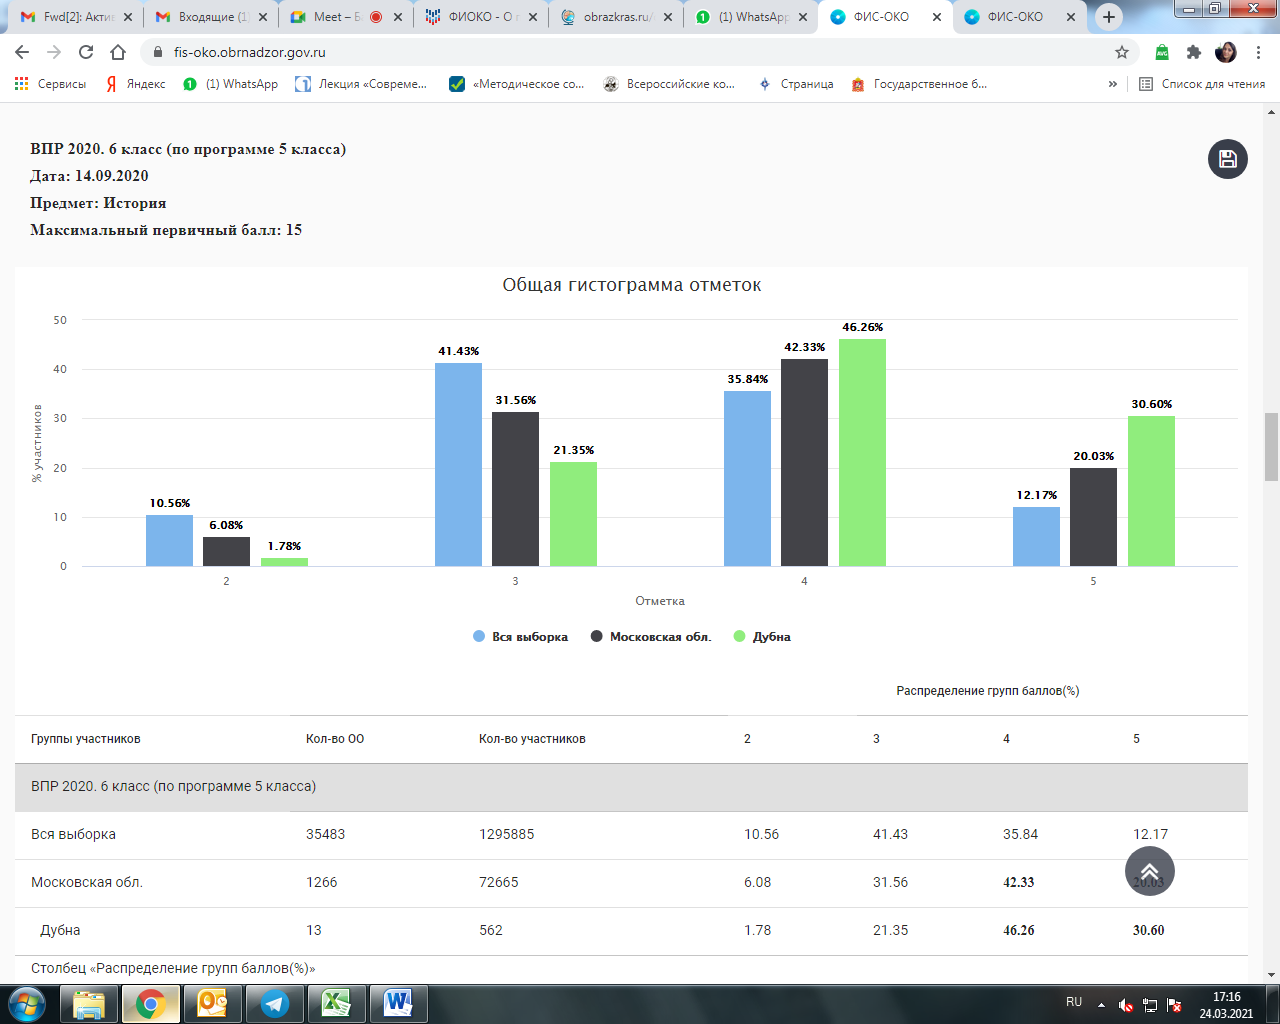 Fwd[2]: Акти
Входящие (1
Meet – Б
ФИОКО - О
obrazkras.ru/
(1) WhatsApp
ФИС-ОКО
ФИС-ОКО
fis-oko.obrnadzor.gov.ru
Сервисы
Яндекс
(1) WhatsApp
Лекция «Совреме...
«Методическое со...
Всероссийские ко...
Страница
Государственное б...
»
Список для чтения
ВПР 2020. 6 класс (по программе 5 класса)
Дата: 14.09.2020
Предмет: История
Максимальный первичный балл: 15
Общая гистограмма отметок
50
40
30
20
10
0
% участников
10.56%
6.08%
1.78%
41.43%
31.56%
21.35%
35.84%
42.33%
46.26%
12.17%
20.03%
30.60%
2 3 4 5
Отметка
Вся выборка Московская обл. Дубна
Распределение групп баллов(%)
Группы участников Кол-во ОО Кол-во участников 2 3 4 5
ВПР 2020. 6 класс (по программе 5 класса)
Вся выборка 35483 1295885 10.56 41.43 35.84 12.17
Московская обл. 1266 72665 6.08 31.56 42.33 20.03
Дубна 13 562 1.78 21.35 46.26 30.60
Столбец «Распределение групп баллов(%)»
RU
17:16
24.03.2021